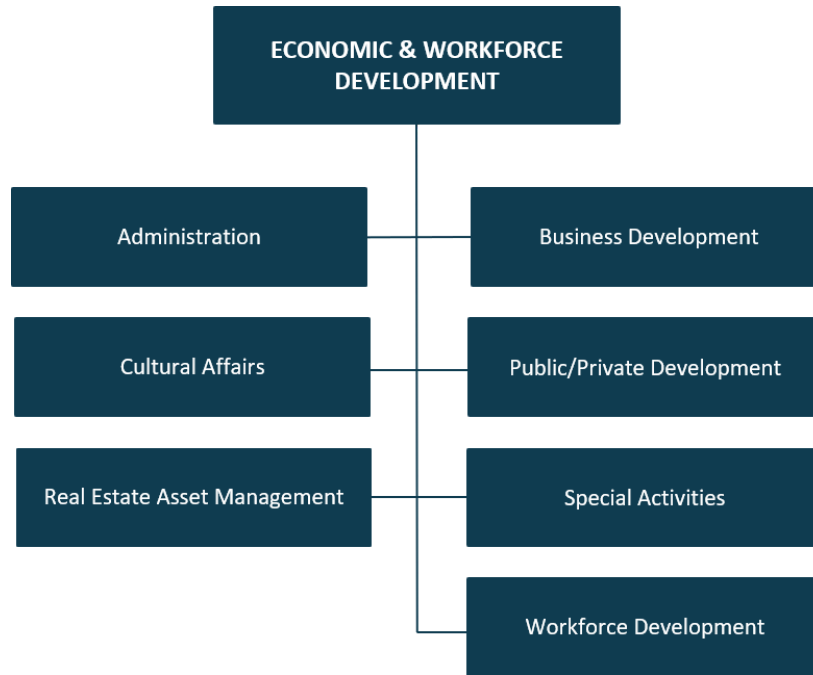 ECONOMIC & WORKFORCE
DEVELOPMENT
Administration
Business Development
Cultural Affairs
Public/Private Development
Real Estate Asset Management
Special Activities
Workforce Development